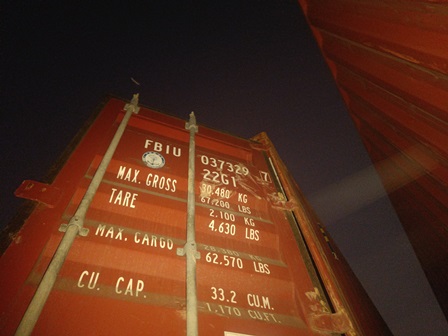 FBIU 037329 7
22G1
MAX. GROSS 30.480 KG
67.200 LBS
TARE 2.100 KG
4.630 LBS
MAX. CARGO
62.570 LBS
CU. CAP. 33.2 CU.M.
1.170 CU.FT.